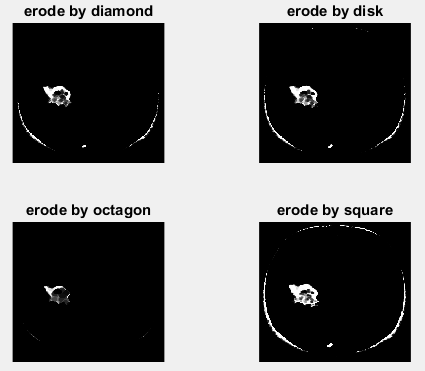 erode by diamond
erode by disk
erode by octagon
erode by square